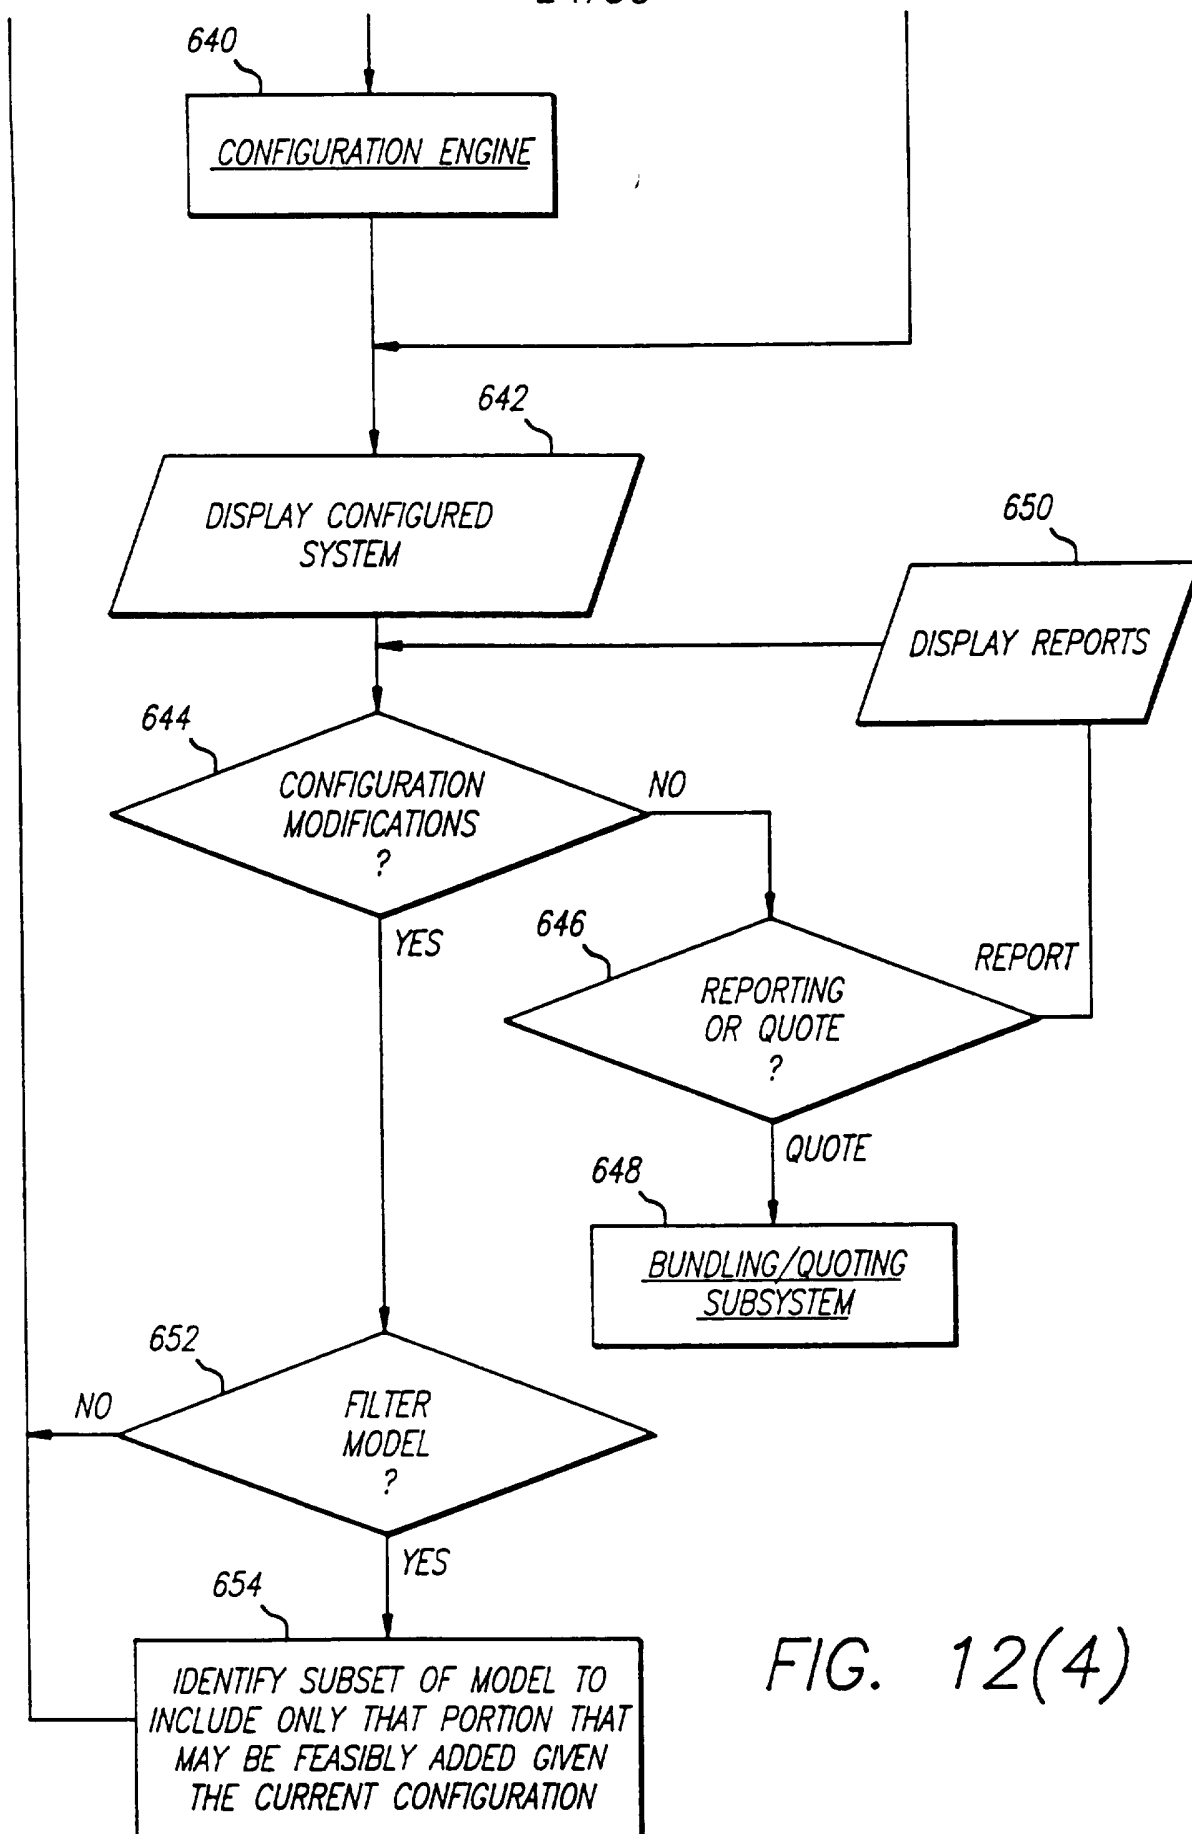 640
CONFIGURATION ENGINE
642
DISPLAY CONFIGURED
SYSTEM
650
DISPLAY REPORTS
644
CONFIGURATION
MODIFICATIONS
?
NO
YES
646
REPORTING
OR QUOTE
?
REPORT
QUOTE
648
BUNDLING/QUOTING
SUBSYSTEM
652
FILTER
MODEL
?
NO
YES
654
IDENTIFY SUBSET OF MODEL TO
INCLUDE ONLY THAT PORTION THAT
MAY BE FEASIBLY ADDED GIVEN
THE CURRENT CONFIGURATION
FIG. 12(4)